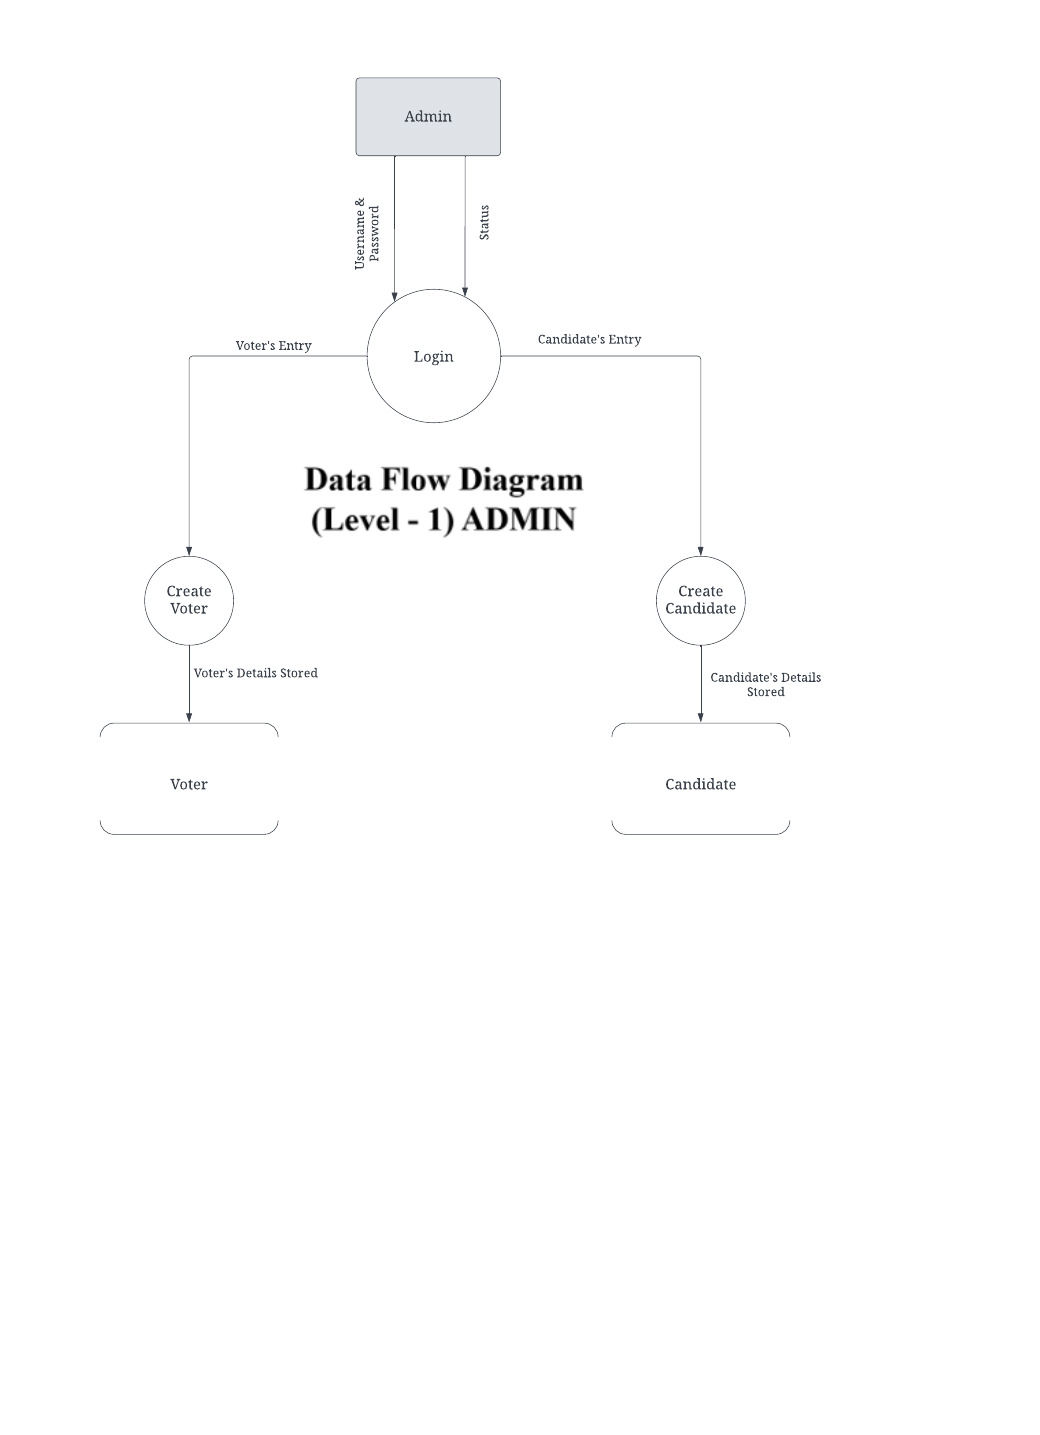 Admin
Username &
Password
Status
Voter's Entry
Candidate's Entry
Login
Data Flow Diagram
(Level - 1) ADMIN
Create
Voter
Create
Candidate
Voter's Details Stored
Candidate's Details
Stored
Voter
Candidate